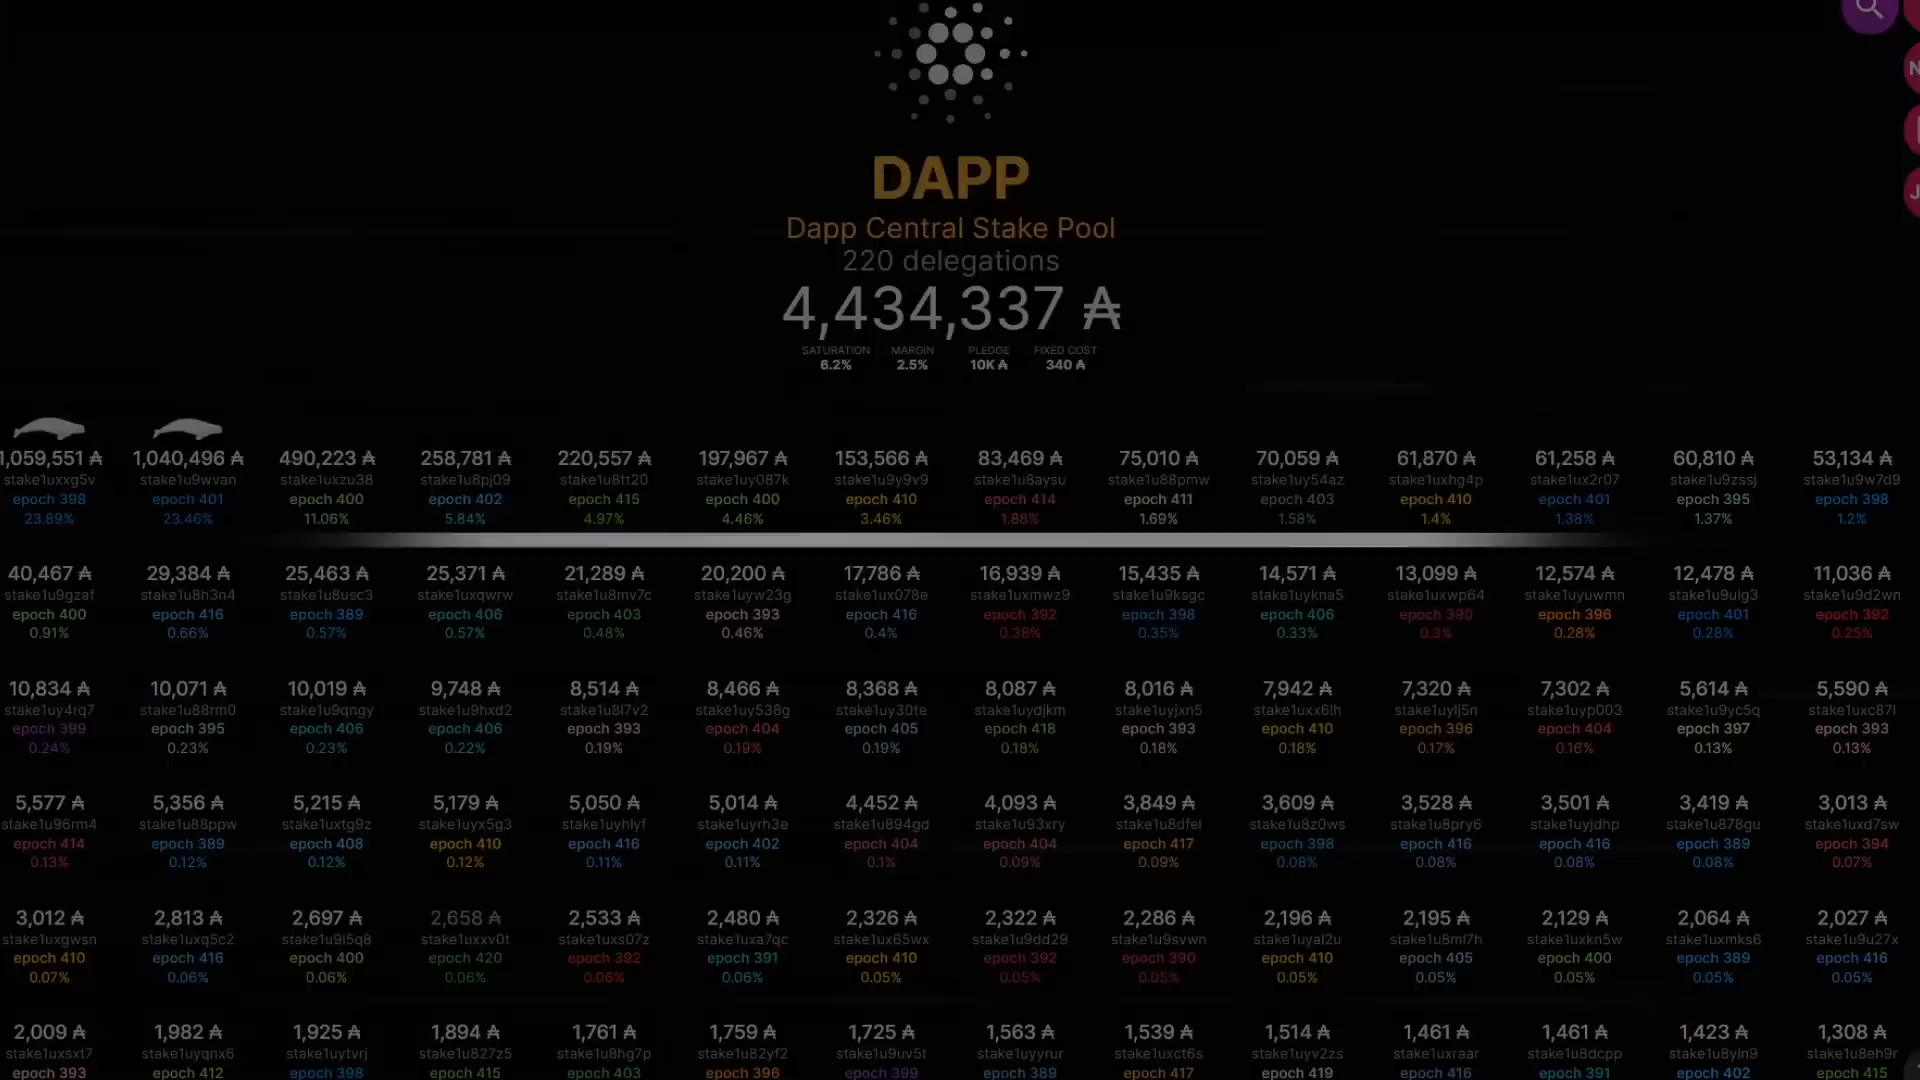 DAPP
Dapp Central Stake Pool
220 delegations
4,434,337 ₳
SATURATION MARGIN PLEDGE FIXED COST
6.2% 2.5% 10K ₳ 340 ₳
1,059,551 ₳ 1,040,496 ₳ 490,223 ₳ 258,781 ₳ 220,557 ₳ 197,967 ₳ 153,566 ₳ 83,469 ₳ 75,010 ₳ 70,059 ₳ 61,870 ₳ 61,258 ₳ 60,810 ₳ 53,134 ₳
stake1uxxg5v stake1u9wvan stake1uxzu38 stake1u8pj09 stake1u8ft20 stake1uy087k stake1u9y9v9 stake1u8aysu stake1u88pmw stake1uy54az stake1uxhg4p stake1ux2r07 stake1u9zssj stake1u9w7d9
epoch 398 epoch 401 epoch 400 epoch 402 epoch 415 epoch 400 epoch 410 epoch 414 epoch 411 epoch 403 epoch 410 epoch 401 epoch 395 epoch 398
23.89% 23.46% 11.06% 5.84% 4.97% 4.46% 3.46% 1.88% 1.69% 1.58% 1.4% 1.38% 1.37% 1.2%
40,467 ₳ 29,384 ₳ 25,463 ₳ 25,371 ₳ 21,289 ₳ 20,200 ₳ 17,786 ₳ 16,939 ₳ 15,435 ₳ 14,571 ₳ 13,099 ₳ 12,574 ₳ 12,478 ₳ 11,036 ₳
stake1u9gzaf stake1u8h3n4 stake1u8usc3 stake1uxqwrw stake1u8mv7c stake1uyw23g stake1ux078e stake1uxmwz9 stake1u9ksgc stake1uykna5 stake1uxwp64 stake1uyuwmn stake1u9ulg3 stake1u9d2wn
epoch 400 epoch 416 epoch 389 epoch 406 epoch 403 epoch 393 epoch 416 epoch 392 epoch 398 epoch 406 epoch 390 epoch 396 epoch 401 epoch 392
0.91% 0.66% 0.57% 0.57% 0.48% 0.46% 0.4% 0.38% 0.35% 0.33% 0.3% 0.28% 0.28% 0.25%
10,834 ₳ 10,071 ₳ 10,019 ₳ 9,748 ₳ 8,514 ₳ 8,466 ₳ 8,368 ₳ 8,087 ₳ 8,016 ₳ 7,942 ₳ 7,320 ₳ 7,302 ₳ 5,614 ₳ 5,590 ₳
stake1uy4rq7 stake1u88rm0 stake1u9qngy stake1u9hxd2 stake1u8l7v2 stake1uy538g stake1uy30te stake1uydjkm stake1uyjxn5 stake1uxx6lh stake1uylj5n stake1uyp003 stake1u9yc5q stake1uxc87l
epoch 399 epoch 395 epoch 406 epoch 406 epoch 393 epoch 404 epoch 405 epoch 418 epoch 393 epoch 410 epoch 396 epoch 404 epoch 397 epoch 393
0.24% 0.23% 0.23% 0.22% 0.19% 0.19% 0.19% 0.18% 0.18% 0.18% 0.17% 0.16% 0.13% 0.13%
5,577 ₳ 5,356 ₳ 5,215 ₳ 5,179 ₳ 5,050 ₳ 5,014 ₳ 4,452 ₳ 4,093 ₳ 3,849 ₳ 3,609 ₳ 3,528 ₳ 3,501 ₳ 3,419 ₳ 3,013 ₳
stake1u96rm4 stake1u88ppw stake1uxtg9z stake1uyx5g3 stake1uyhlyf stake1uyrh3e stake1u894gd stake1u93xry stake1u8dfel stake1u8z0ws stake1u8pry6 stake1uyjdhp stake1u878gu stake1uxd7sw
epoch 414 epoch 389 epoch 408 epoch 410 epoch 416 epoch 402 epoch 404 epoch 404 epoch 417 epoch 398 epoch 416 epoch 416 epoch 389 epoch 394
0.13% 0.12% 0.12% 0.12% 0.11% 0.11% 0.1% 0.09% 0.09% 0.08% 0.08% 0.08% 0.08% 0.07%
3,012 ₳ 2,813 ₳ 2,697 ₳ 2,658 ₳ 2,533 ₳ 2,480 ₳ 2,326 ₳ 2,322 ₳ 2,286 ₳ 2,196 ₳ 2,195 ₳ 2,129 ₳ 2,064 ₳ 2,027 ₳
stake1uxgwsn stake1uxq5c2 stake1u9l5q8 stake1uxxv0t stake1uxs07z stake1uxa7qc stake1ux65wx stake1u9dd29 stake1u9svwn stake1uyal2u stake1u8ml7h stake1uxkn5w stake1uxmks6 stake1u9u27x
epoch 410 epoch 416 epoch 400 epoch 420 epoch 392 epoch 391 epoch 410 epoch 392 epoch 390 epoch 410 epoch 405 epoch 400 epoch 389 epoch 416
0.07% 0.06% 0.06% 0.06% 0.06% 0.06% 0.05% 0.05% 0.05% 0.05% 0.05% 0.05% 0.05% 0.05%
2,009 ₳ 1,982 ₳ 1,925 ₳ 1,894 ₳ 1,761 ₳ 1,759 ₳ 1,725 ₳ 1,563 ₳ 1,539 ₳ 1,514 ₳ 1,461 ₳ 1,461 ₳ 1,423 ₳ 1,308 ₳
stake1uxsxt7 stake1uyqnx6 stake1uytvrj stake1u827z5 stake1u8hg7p stake1u82yf2 stake1u9uv5t stake1uyyrur stake1uxct6s stake1uyv2zs stake1uxraar stake1u8dcpp stake1u8yln9 stake1u8eh9r
epoch 393 epoch 412 epoch 398 epoch 415 epoch 403 epoch 396 epoch 399 epoch 389 epoch 417 epoch 419 epoch 416 epoch 391 epoch 402 epoch 415